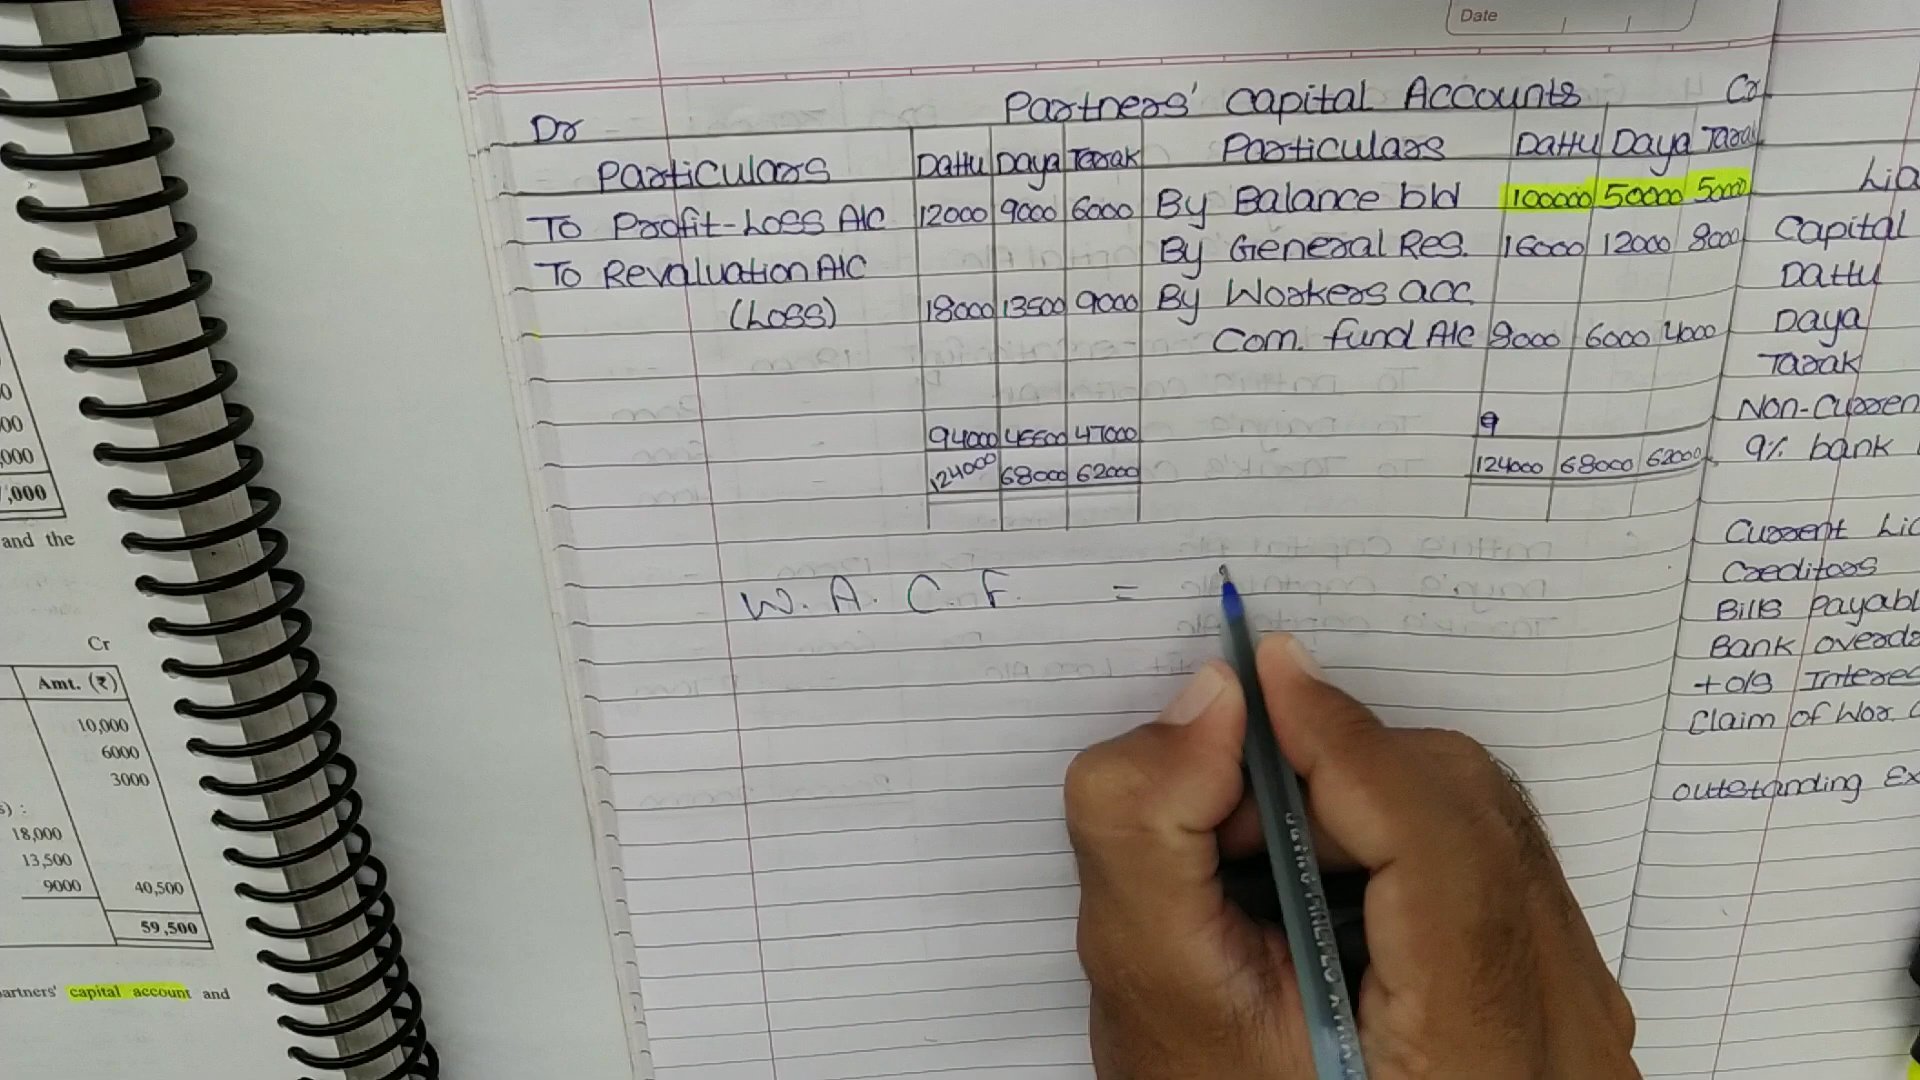 Date
Partners' Capital Accounts
Dr Cr
Particulars Dattu Daya Tarak Particulars Dattu Daya Tarak
To Profit-Loss A/c 12000 9000 6000 By Balance b/d 100000 50000 50000
To Revaluation A/c By General Res. 16000 12000 8000
(Loss) 18000 13500 9000 By Workers acc.
Com. fund A/c 8000 6000 4000
94000 45500 47000 9
124000 68000 62000 124000 68000 62000
W. A. C. F. =
Lia
Capital
Dattu
Daya
Tarak
Non-Curren
9% bank
Current Lia
Creditors
Bills Payabl
Bank overd
+ O/S Interes
Claim of Wor. C
Outstanding Ex
0
00
,000
,000
and the
Cr
Amt. (₹)
10,000
6000
3000
s) :
18,000
13,500
9000 40,500
59,500
artners' capital account and